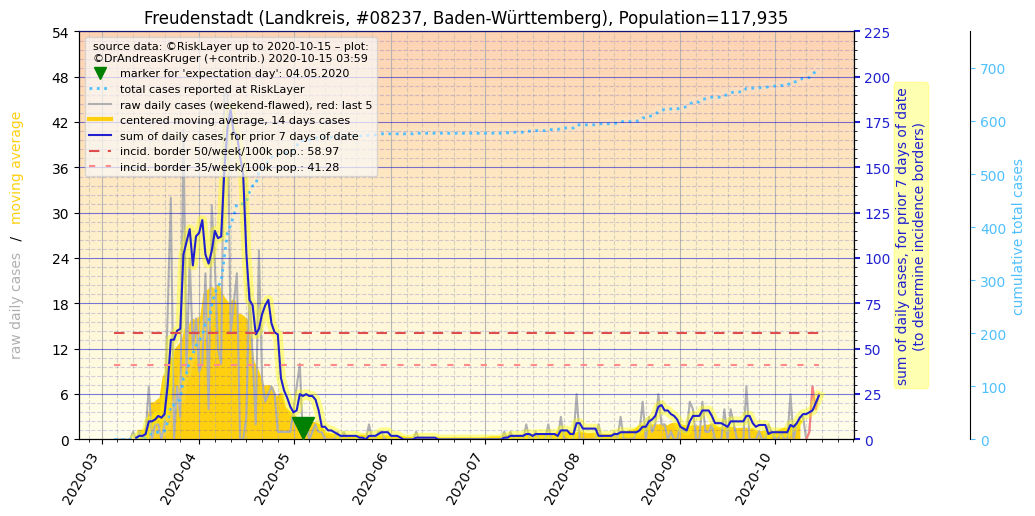 Freudenstadt (Landkreis, #08237, Baden-Württemberg), Population=117,935
source data: ©RiskLayer up to 2020-10-15 – plot:
©DrAndreasKruger (+contrib.) 2020-10-15 03:59
marker for 'expectation day': 04.05.2020
total cases reported at RiskLayer
raw daily cases (weekend-flawed), red: last 5
centered moving average, 14 days cases
sum of daily cases, for prior 7 days of date
incid. border 50/week/100k pop.: 58.97
incid. border 35/week/100k pop.: 41.28
raw daily cases / moving average
54
48
42
36
30
24
18
12
6
0
2020-03
2020-04
2020-05
2020-06
2020-07
2020-08
2020-09
2020-10
225
200
175
150
125
100
75
50
25
0
sum of daily cases, for prior 7 days of date
(to determine incidence borders)
700
600
500
400
300
200
100
0
cumulative total cases